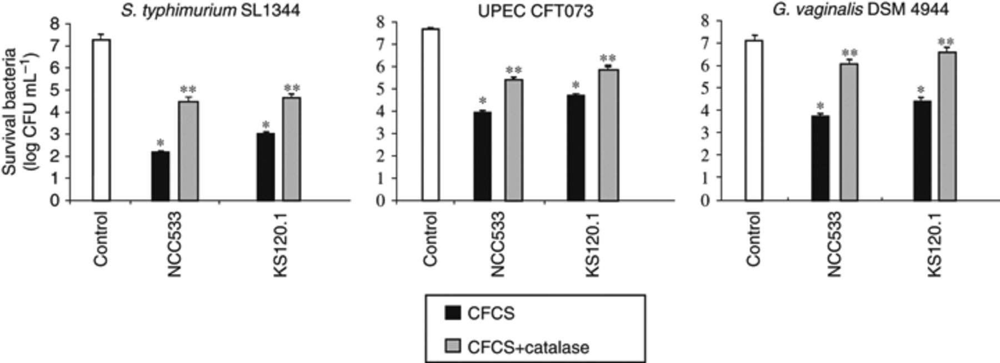 S. typhimurium SL1344
UPEC CFT073
G. vaginalis DSM 4944
Survival bacteria
(log CFU mL−1)
8
7
6
5
4
3
2
1
0
**
**
*
*
Control
NCC533
KS120.1
8
7
6
5
4
3
2
1
0
**
**
*
*
Control
NCC533
KS120.1
8
7
6
5
4
3
2
1
0
**
**
*
*
Control
NCC533
KS120.1
CFCS
CFCS+catalase